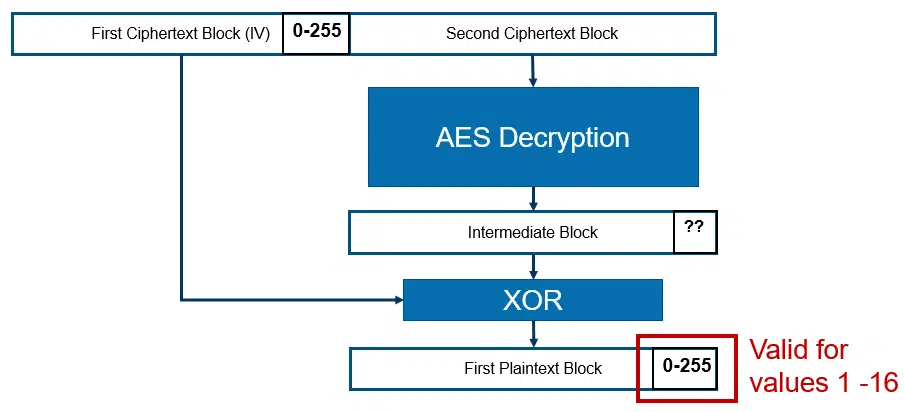 First Ciphertext Block (IV) 0-255 Second Ciphertext Block
AES Decryption
Intermediate Block ??
XOR
First Plaintext Block 0-255
Valid for
values 1 -16